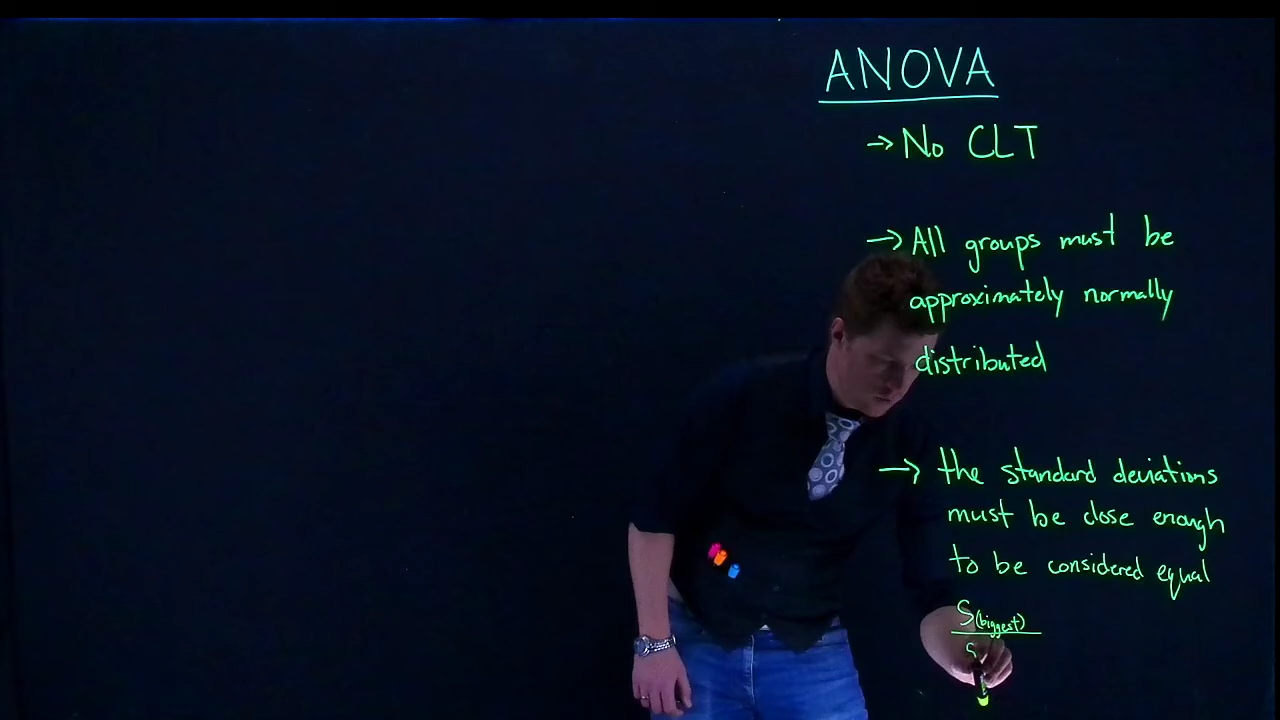 ANOVA
→ No CLT
→ All groups must be
approximately normally
distributed
→ the standard deviations
must be close enough
to be considered equal
S(biggest)
S